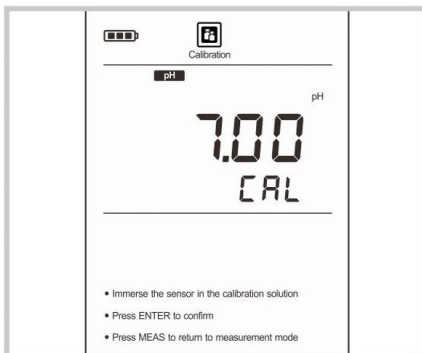 Calibration
pH
pH
7.00
CAL
• Immerse the sensor in the calibration solution
• Press ENTER to confirm
• Press MEAS to return to measurement mode